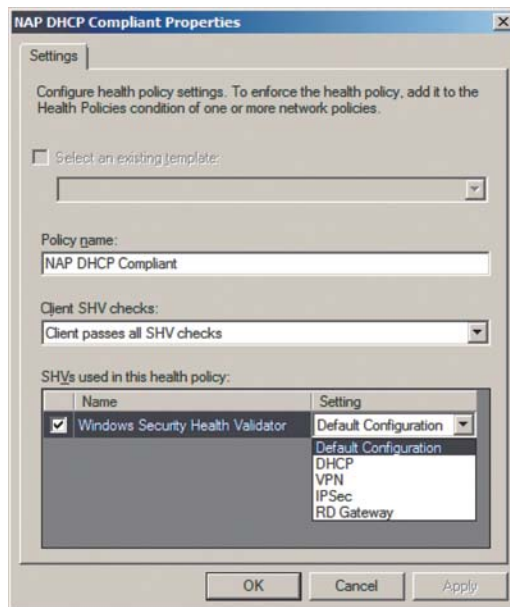 NAP DHCP Compliant Properties
Settings
Configure health policy settings. To enforce the health policy, add it to the
Health Policies condition of one or more network policies.
Select an existing template:
Policy name:
NAP DHCP Compliant
Client SHV checks:
Client passes all SHV checks
SHVs used in this health policy:
Name Setting
Windows Security Health Validator Default Configuration
Default Configuration
DHCP
VPN
IPSec
RD Gateway
OK Cancel Apply